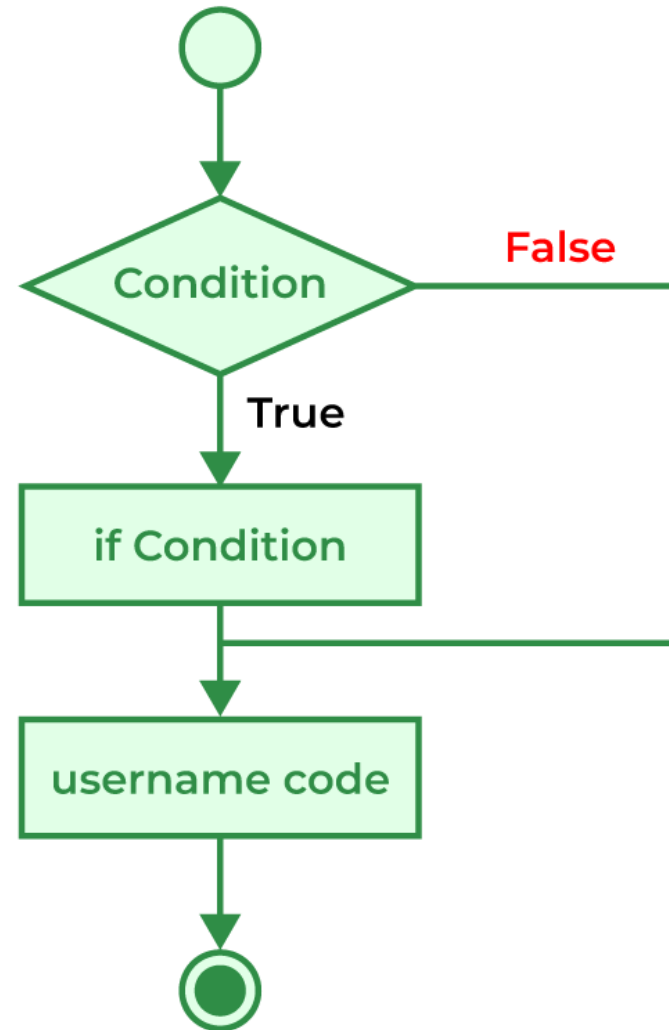 Condition
False
True
if Condition
username code